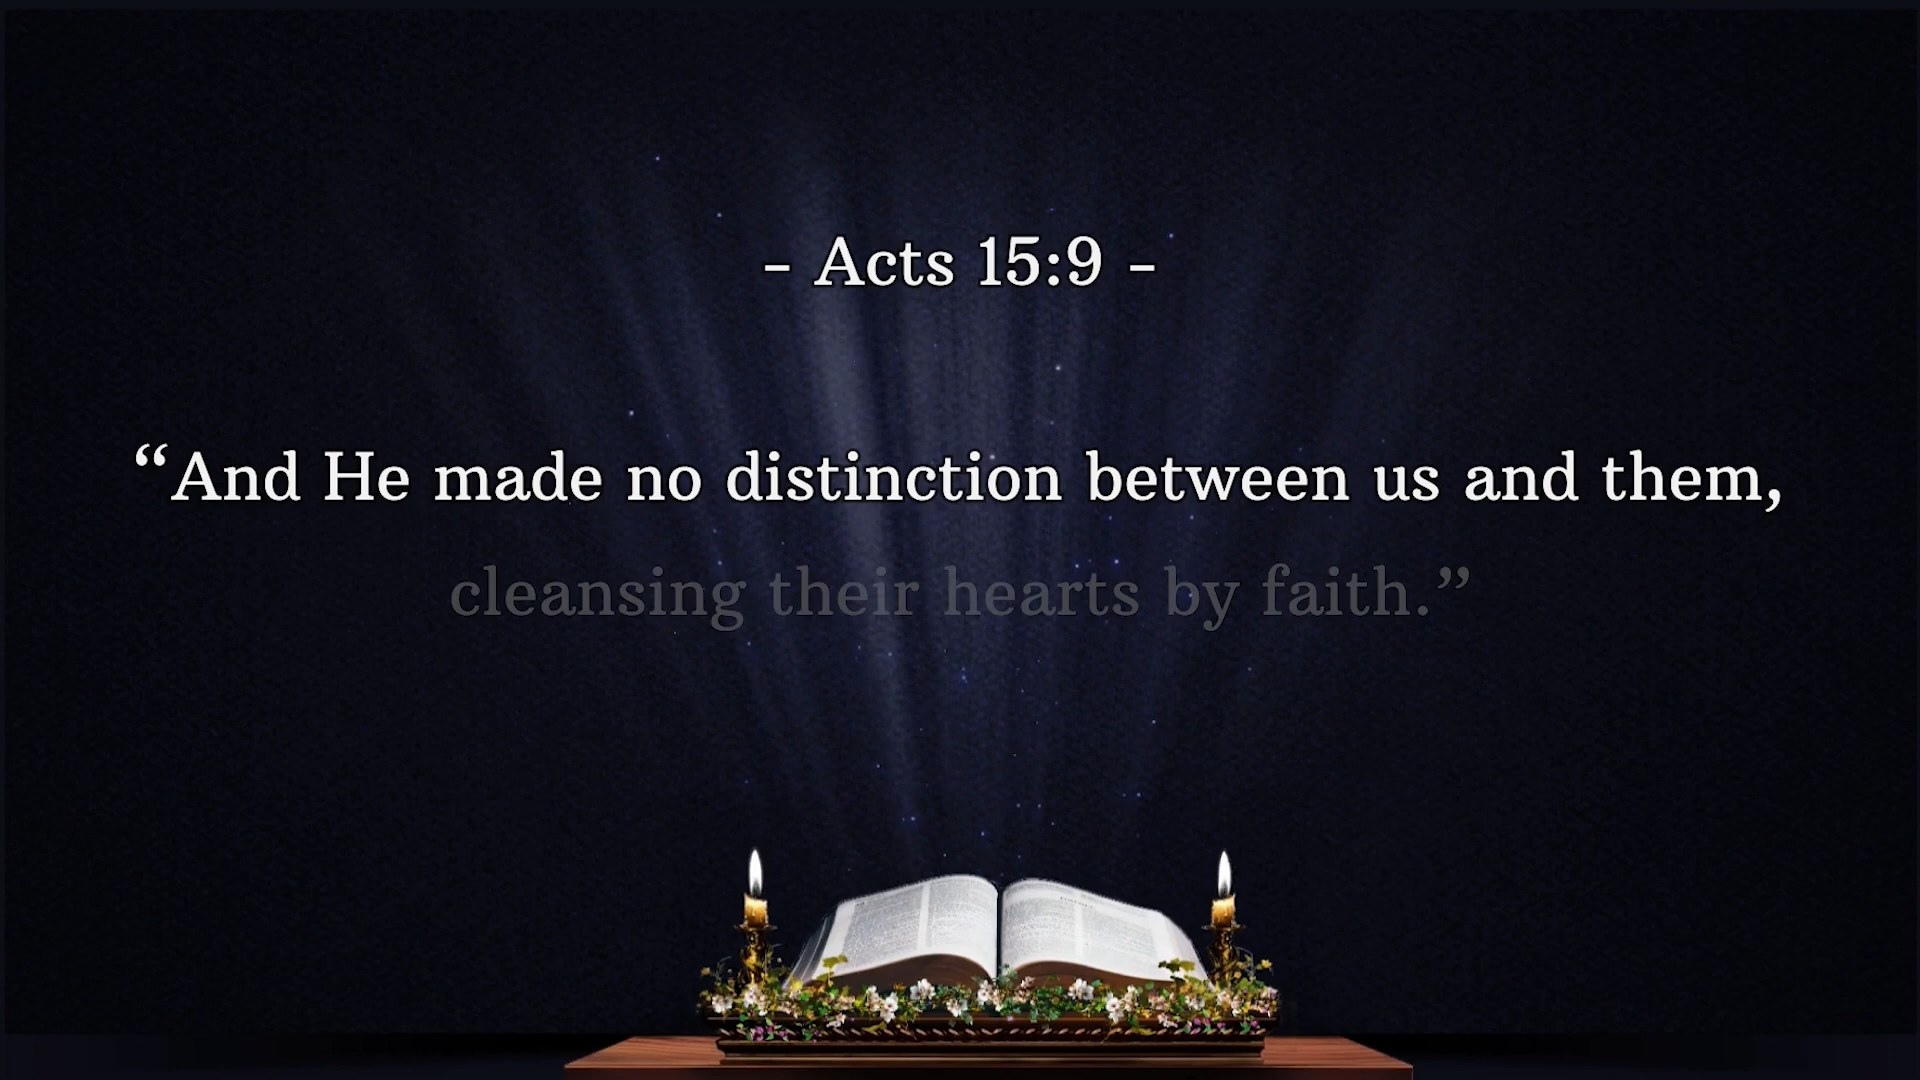 - Acts 15:9 -
“And He made no distinction between us and them,
cleansing their hearts by faith.”